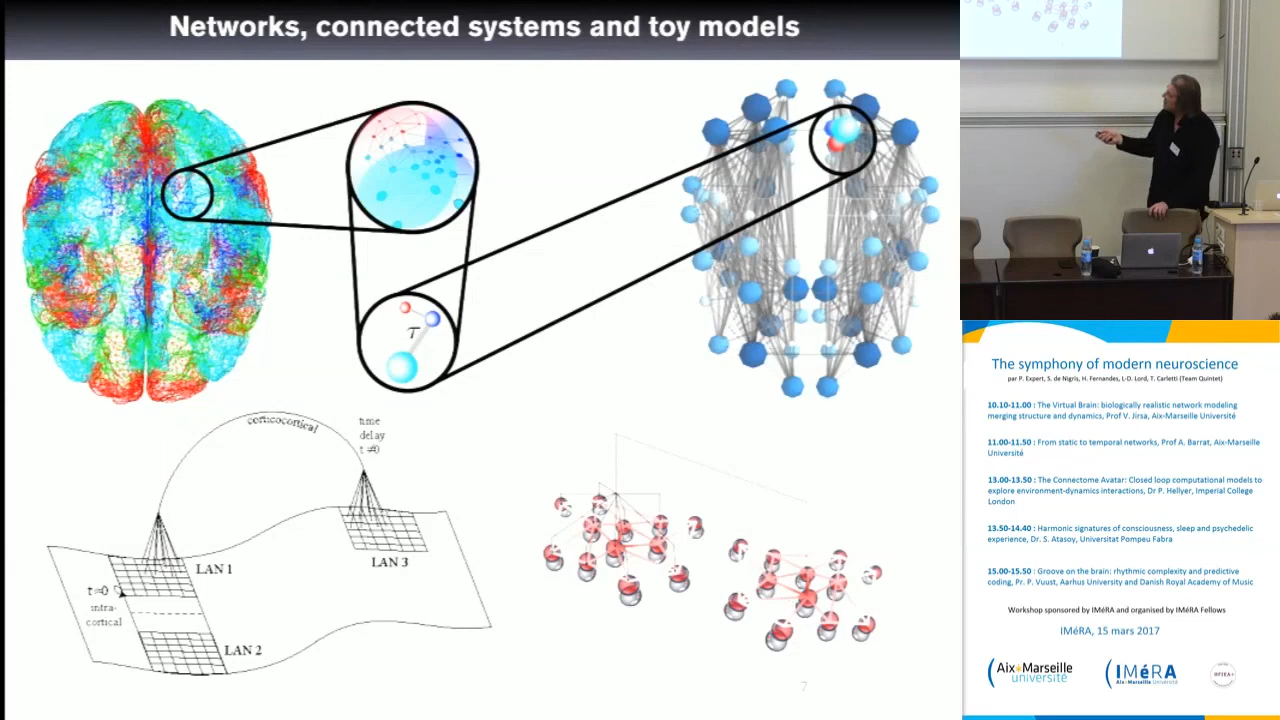 Networks, connected systems and toy models
τ
corticocortical
time
delay
t ≠0
LAN 1
LAN 3
t=0
intra-
cortical
LAN 2
7
The symphony of modern neuroscience
par P. Expert, S. de Nigris, H. Fernandes, L-D. Lord, T. Carletti (Team Quintet)
10.10-11.00 : The Virtual Brain: biologically realistic network modeling
merging structure and dynamics, Prof V. Jirsa, Aix-Marseille Université
11.00-11.50 : From static to temporal networks, Prof A. Barrat, Aix-Marseille
Université
13.00-13.50 : The Connectome Avatar: Closed loop computational models to
explore environment-dynamics interactions, Dr P. Hellyer, Imperial College
London
13.50-14.40 : Harmonic signatures of consciousness, sleep and psychedelic
experience, Dr. S. Atasoy, Universitat Pompeu Fabra
15.00-15.50 : Groove on the brain: rhythmic complexity and predictive
coding, Pr. P. Vuust, Aarhus University and Danish Royal Academy of Music
Workshop sponsored by IMéRA and organised by IMéRA Fellows
IMéRA, 15 mars 2017
Aix Marseille
université
IMéRA
Aix-Marseille Université